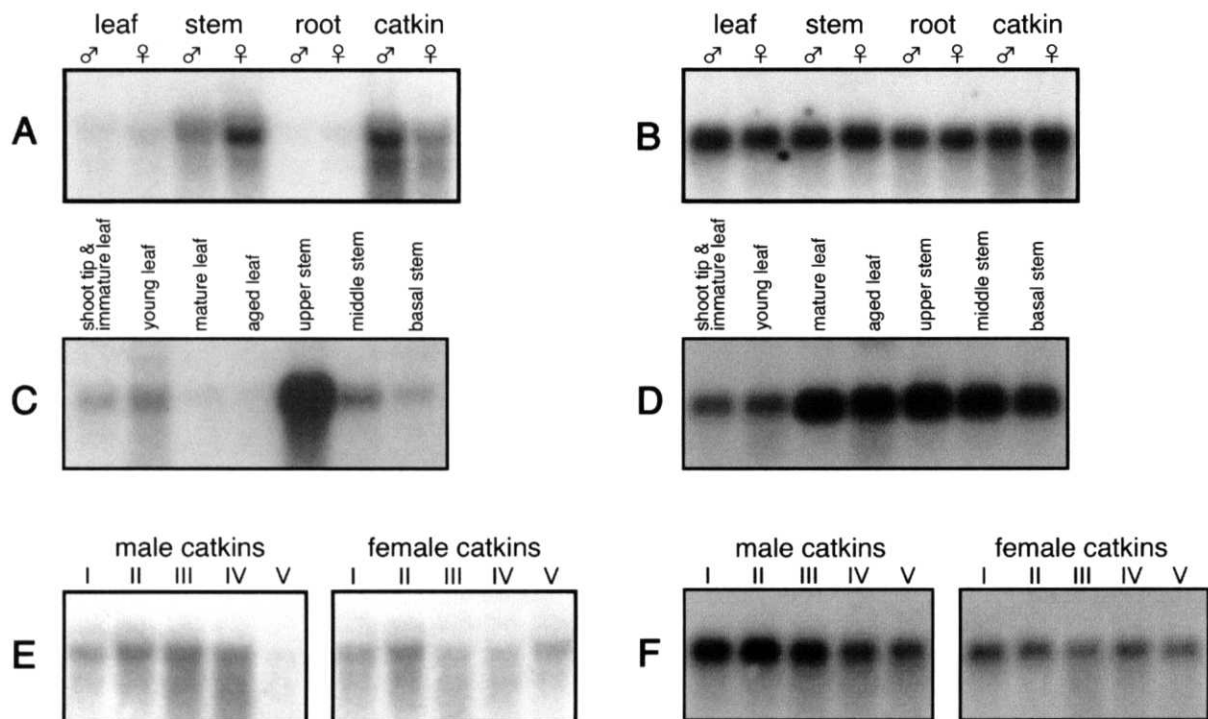 leaf stem root catkin
♂ ♀ ♂ ♀ ♂ ♀ ♂ ♀
A
leaf stem root catkin
♂ ♀ ♂ ♀ ♂ ♀ ♂ ♀
B
shoot tip &
immature leaf
young leaf
mature leaf
aged leaf
upper stem
middle stem
basal stem
C
shoot tip &
immature leaf
young leaf
mature leaf
aged leaf
upper stem
middle stem
basal stem
D
male catkins female catkins
I II III IV V I II III IV V
E
male catkins female catkins
I II III IV V I II III IV V
F